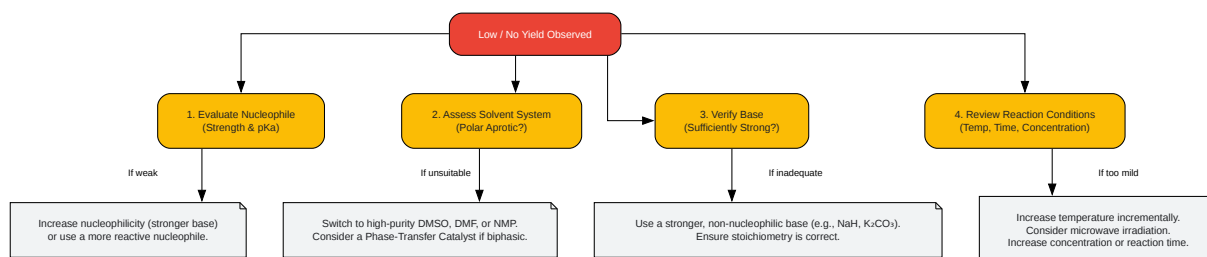 Low / No Yield Observed
1. Evaluate Nucleophile
(Strength & pKa)
2. Assess Solvent System
(Polar Aprotic?)
3. Verify Base
(Sufficiently Strong?)
4. Review Reaction Conditions
(Temp, Time, Concentration)
If weak
If unsuitable
If inadequate
If too mild
Increase nucleophilicity (stronger base)
or use a more reactive nucleophile.
Switch to high-purity DMSO, DMF, or NMP.
Consider a Phase-Transfer Catalyst if biphasic.
Use a stronger, non-nucleophilic base (e.g., NaH, K₂CO₃).
Ensure stoichiometry is correct.
Increase temperature incrementally.
Consider microwave irradiation.
Increase concentration or reaction time.